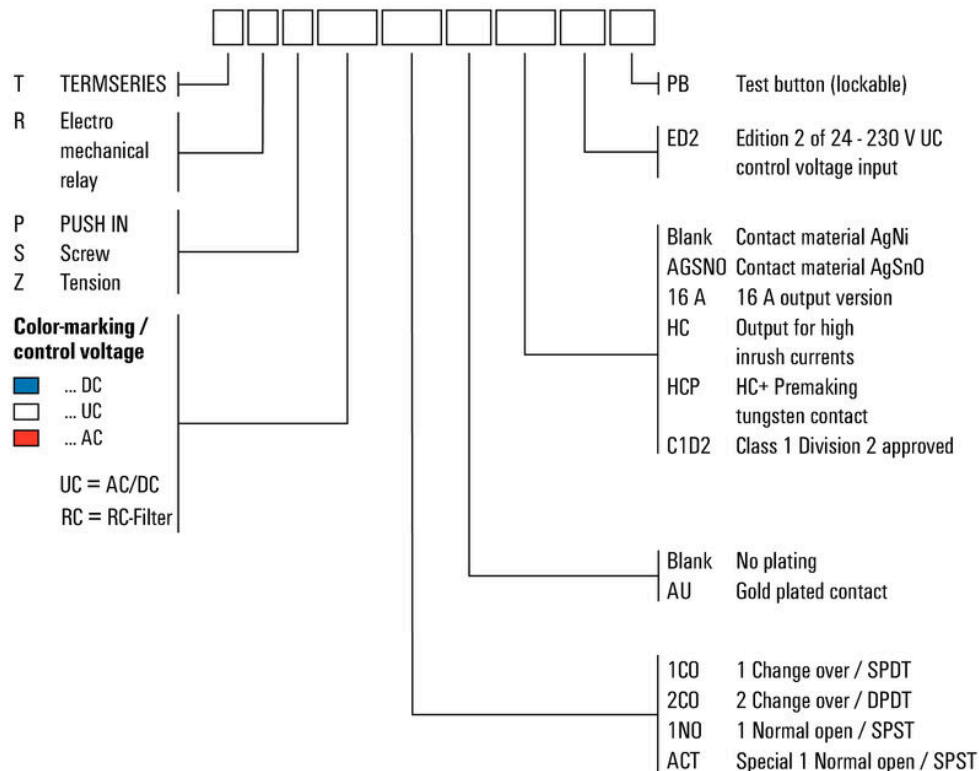 T TERMSERIES
R Electro
mechanical
relay
P PUSH IN
S Screw
Z Tension
Color-marking /
control voltage
... DC
... UC
... AC
UC = AC/DC
RC = RC-Filter
PB Test button (lockable)
ED2 Edition 2 of 24 - 230 V UC
control voltage input
Blank Contact material AgNi
AGSNO Contact material AgSnO
16 A 16 A output version
HC Output for high
inrush currents
HCP HC+ Premaking
tungsten contact
C1D2 Class 1 Division 2 approved
Blank No plating
AU Gold plated contact
1CO 1 Change over / SPDT
2CO 2 Change over / DPDT
1NO 1 Normal open / SPST
ACT Special 1 Normal open / SPST